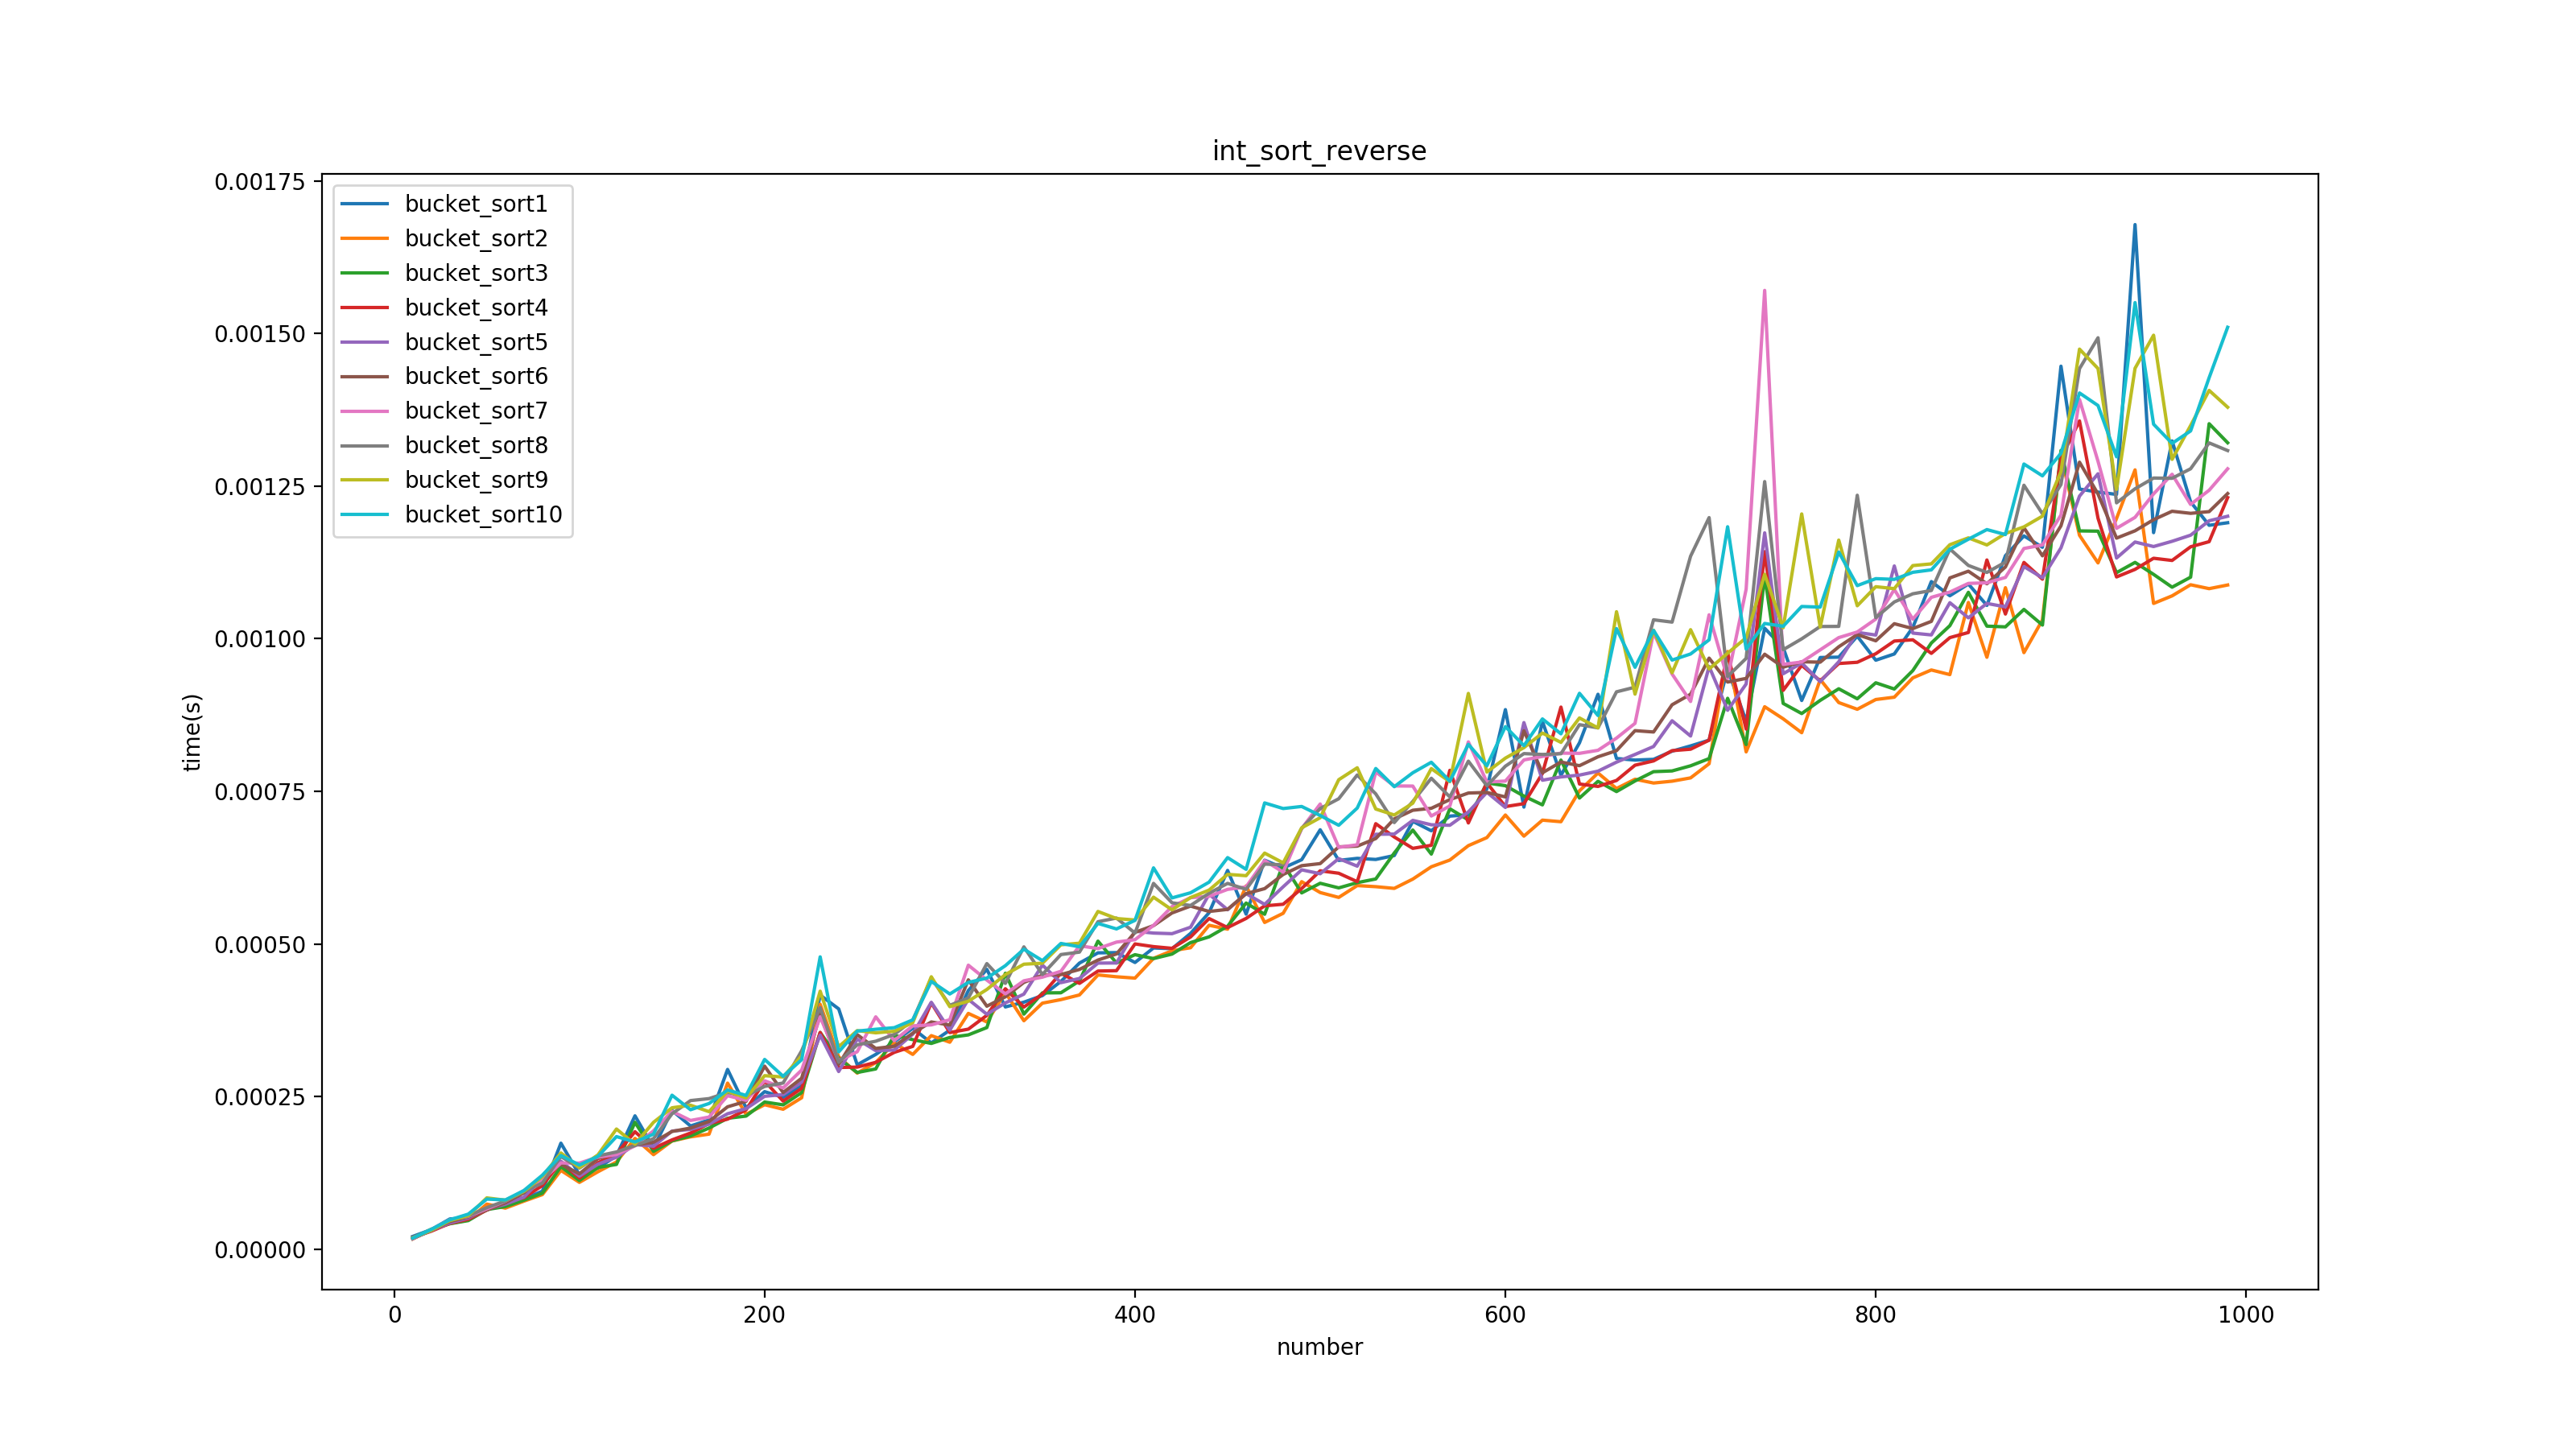 int_sort_reverse
0.00175
0.00150
0.00125
0.00100
0.00075
0.00050
0.00025
0.00000
time(s)
bucket_sort1
bucket_sort2
bucket_sort3
bucket_sort4
bucket_sort5
bucket_sort6
bucket_sort7
bucket_sort8
bucket_sort9
bucket_sort10
0 200 400 600 800 1000
number